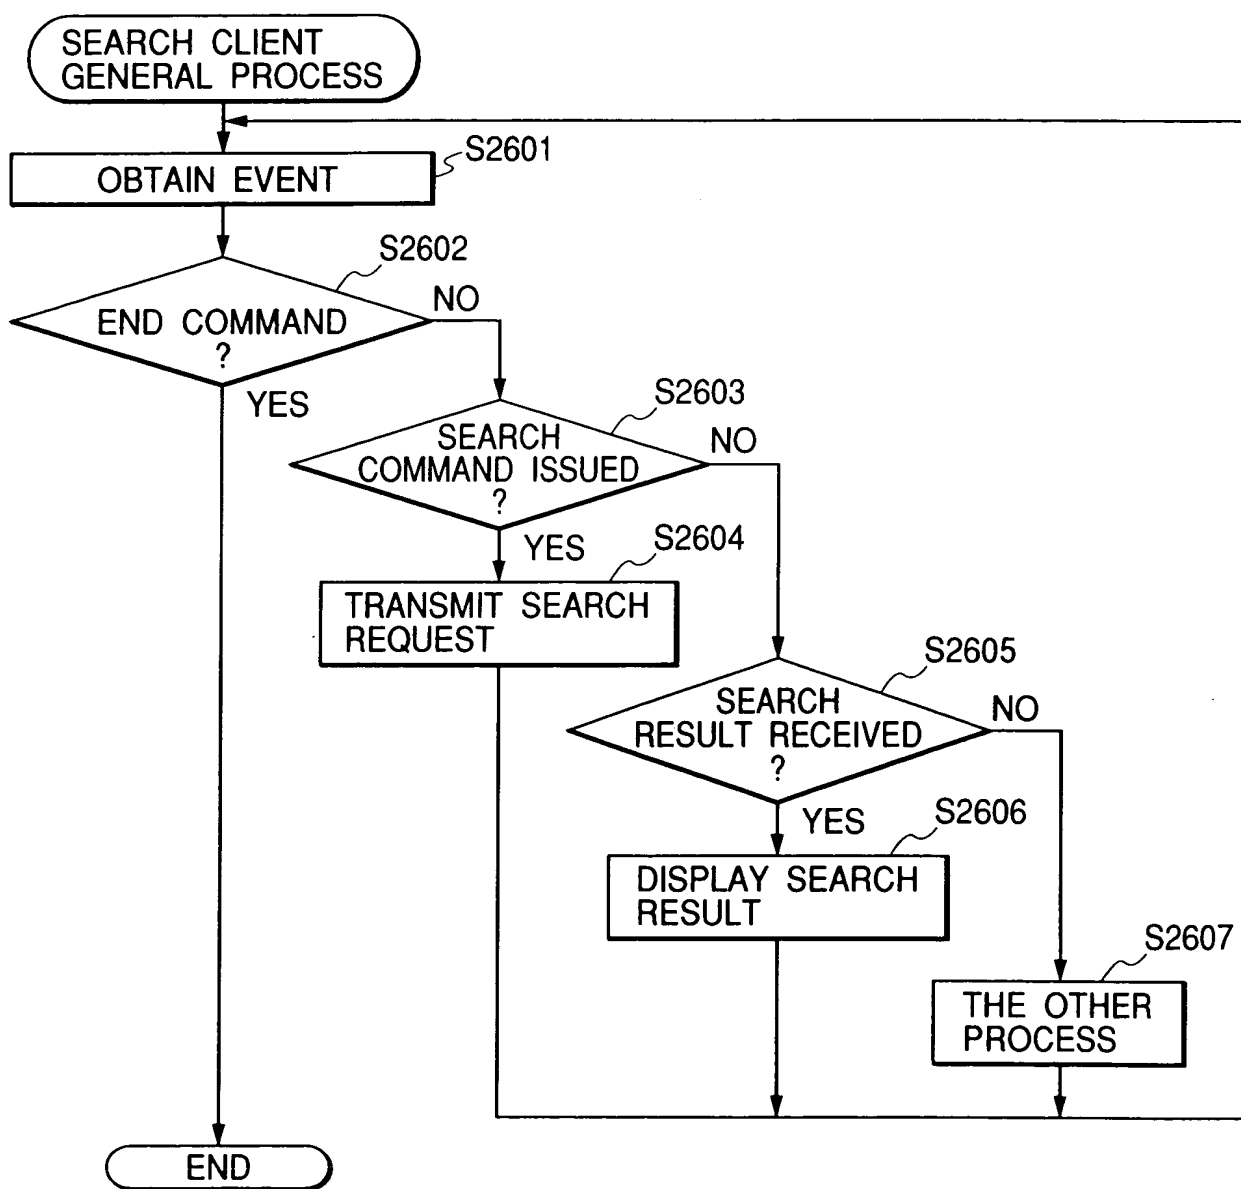 SEARCH CLIENT
GENERAL PROCESS
S2601
OBTAIN EVENT
S2602
END COMMAND
?
NO
YES
S2603
SEARCH
COMMAND ISSUED
?
NO
YES
S2604
TRANSMIT SEARCH
REQUEST
S2605
SEARCH
RESULT RECEIVED
?
NO
YES
S2606
DISPLAY SEARCH
RESULT
S2607
THE OTHER
PROCESS
END